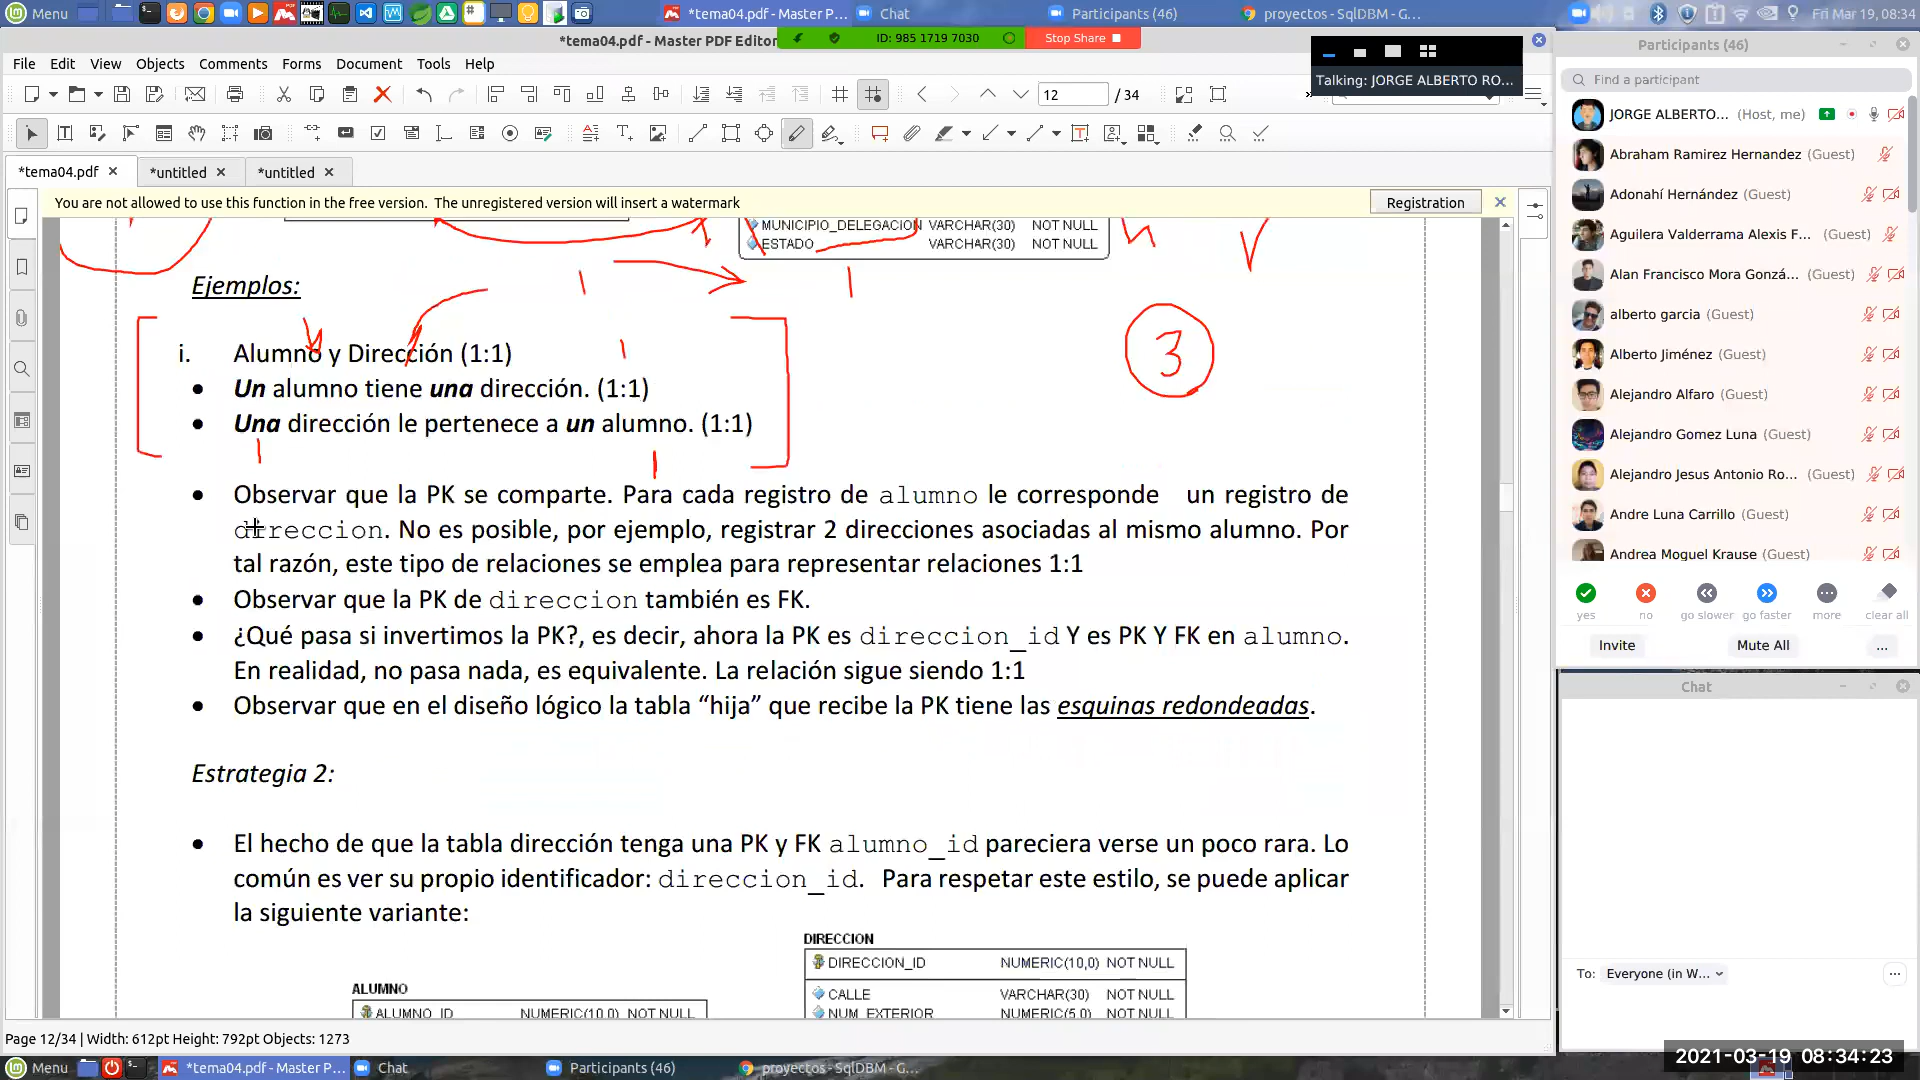 Menu
*tema04.pdf - Master P...
Chat
Participants (46)
proyectos - SqlDBM - G...
Fri Mar 19, 08:34
*tema04.pdf - Master PDF Editor
ID: 985 1719 7030
Stop Share
Talking: JORGE ALBERTO RO...
File Edit View Objects Comments Forms Document Tools Help
12 / 34
*tema04.pdf
*untitled
*untitled
You are not allowed to use this function in the free version. The unregistered version will insert a watermark
Registration
MUNICIPIO_DELEGACION VARCHAR(30) NOT NULL
ESTADO VARCHAR(30) NOT NULL
Ejemplos:
3
i. Alumno y Dirección (1:1)
• Un alumno tiene una dirección. (1:1)
• Una dirección le pertenece a un alumno. (1:1)
• Observar que la PK se comparte. Para cada registro de alumno le corresponde un registro de
direccion. No es posible, por ejemplo, registrar 2 direcciones asociadas al mismo alumno. Por
tal razón, este tipo de relaciones se emplea para representar relaciones 1:1
• Observar que la PK de direccion también es FK.
• ¿Qué pasa si invertimos la PK?, es decir, ahora la PK es direccion_id Y es PK Y FK en alumno.
En realidad, no pasa nada, es equivalente. La relación sigue siendo 1:1
• Observar que en el diseño lógico la tabla “hija” que recibe la PK tiene las esquinas redondeadas.
Estrategia 2:
• El hecho de que la tabla dirección tenga una PK y FK alumno_id pareciera verse un poco rara. Lo
común es ver su propio identificador: direccion_id. Para respetar este estilo, se puede aplicar
la siguiente variante:
DIRECCION
DIRECCION_ID NUMERIC(10,0) NOT NULL
CALLE VARCHAR(30) NOT NULL
NUM_EXTERIOR NUMERIC(5,0) NOT NULL
ALUMNO
ALUMNO_ID NUMERIC(10,0) NOT NULL
Page 12/34 | Width: 612pt Height: 792pt Objects: 1273
Participants (46)
Find a participant
JORGE ALBERTO... (Host, me)
Abraham Ramirez Hernandez (Guest)
Adonahí Hernández (Guest)
Aguilera Valderrama Alexis F... (Guest)
Alan Francisco Mora Gonzá... (Guest)
alberto garcia (Guest)
Alberto Jiménez (Guest)
Alejandro Alfaro (Guest)
Alejandro Gomez Luna (Guest)
Alejandro Jesus Antonio Ro... (Guest)
Andre Luna Carrillo (Guest)
Andrea Moguel Krause (Guest)
yes no go slower go faster more clear all
Invite Mute All ...
Chat
To: Everyone (in W...
Menu
*tema04.pdf - Master P...
Chat
Participants (46)
proyectos - SqlDBM - G...
2021-03-19 08:34:23